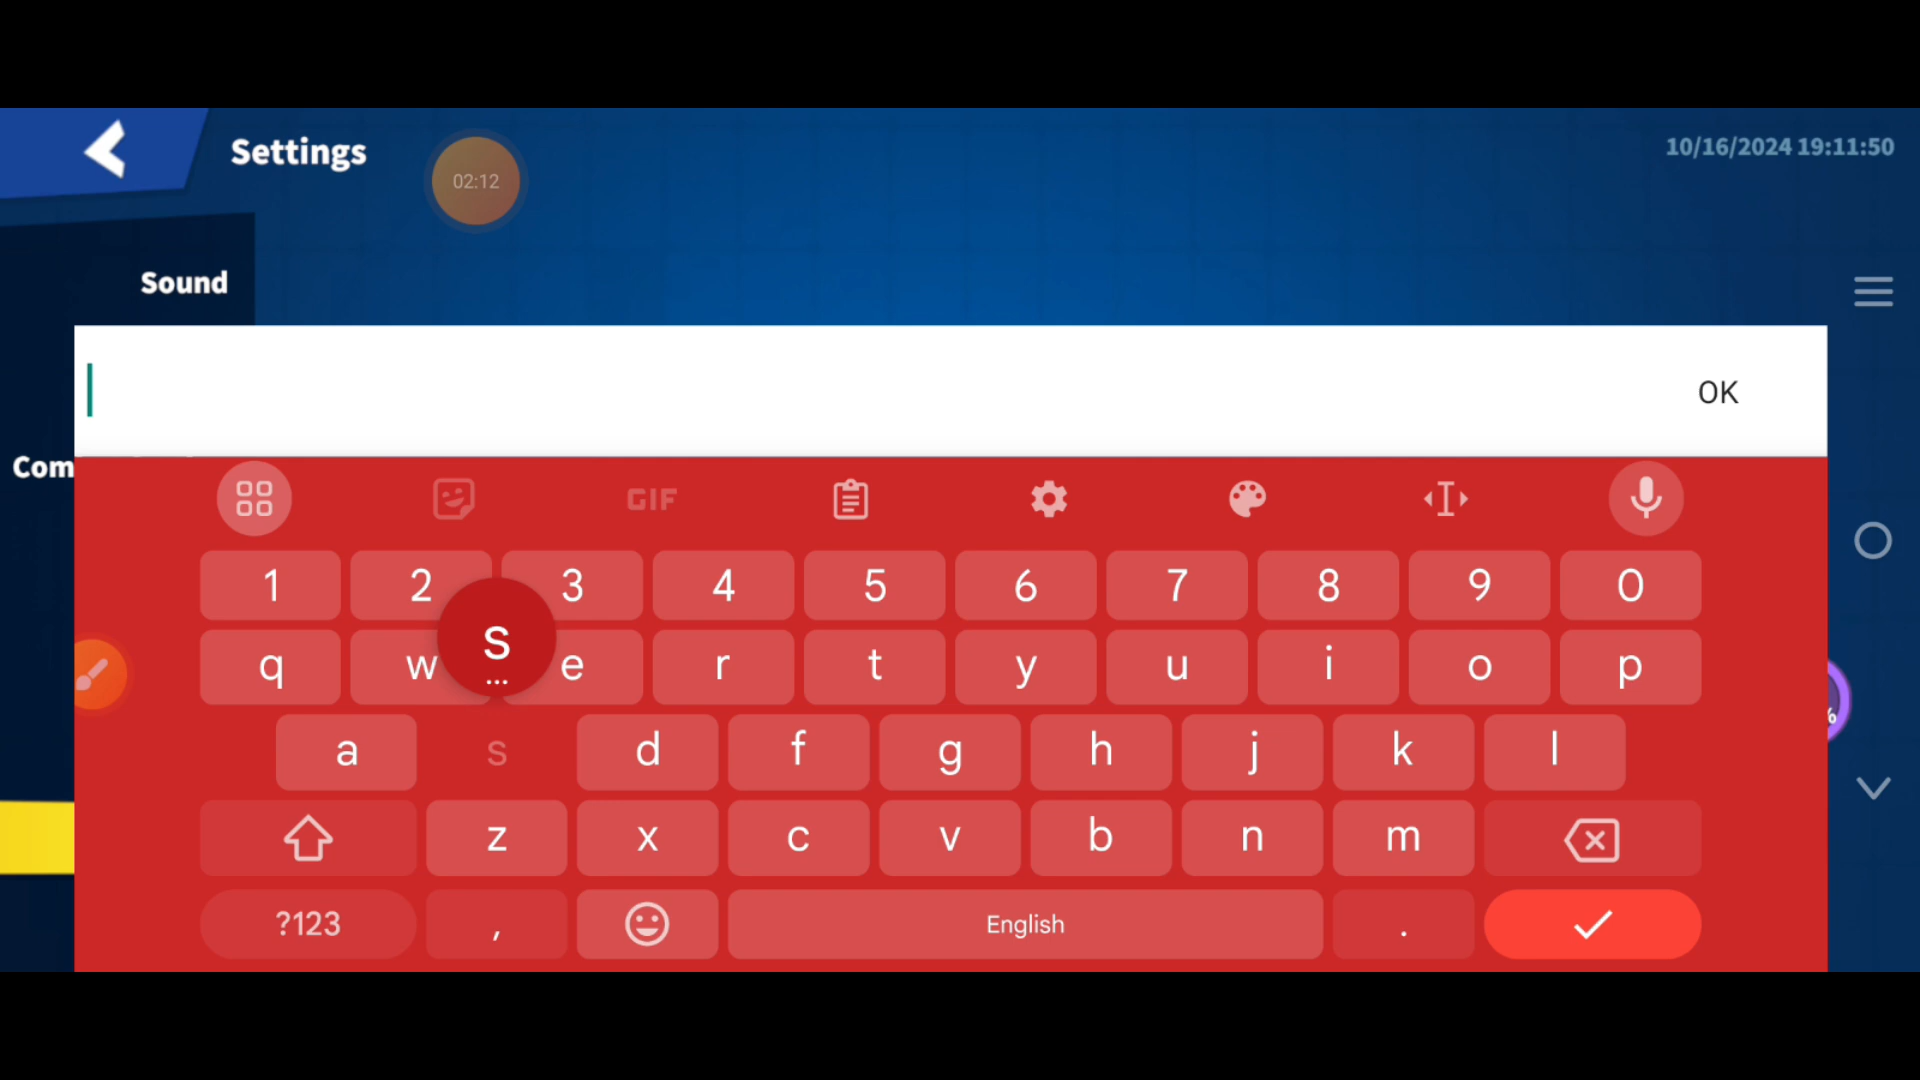 Settings
02:12
10/16/2024 19:11:50
Sound
OK
Com
GIF
1 2 3 4 5 6 7 8 9 0
s
...
q w e r t y u i o p
%
a s d f g h j k l
z x c v b n m
?123 , English .